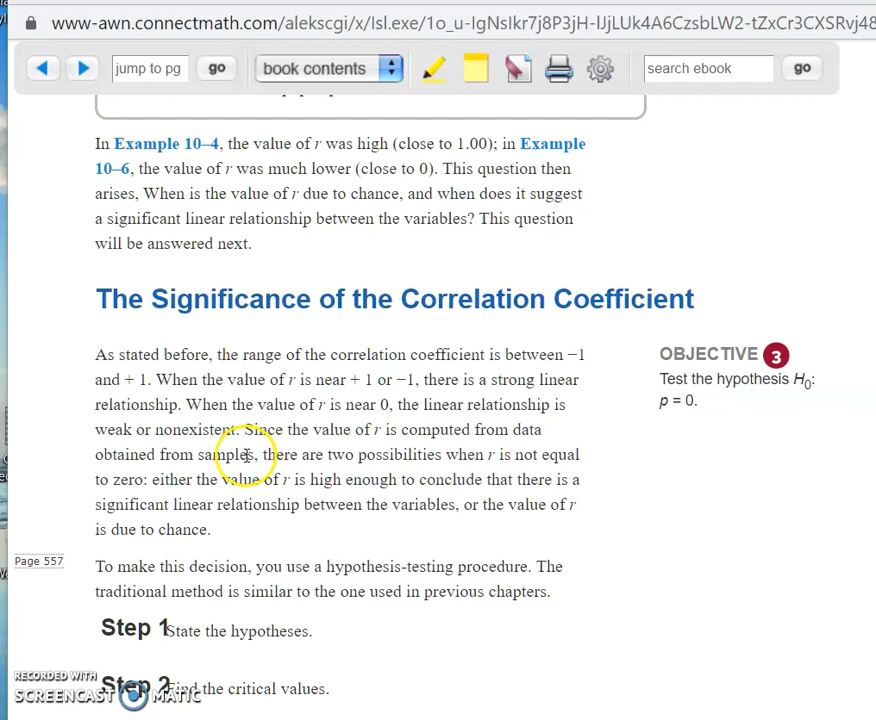 www-awn.connectmath.com/alekscgi/x/Isl.exe/1o_u-IgNsIkr7j8P3jH-lJjLUk4A6CzsbLW2-tZxCr3CXSRvj48
jump to pg go book contents search ebook go
In Example 10–4, the value of r was high (close to 1.00); in Example
10–6, the value of r was much lower (close to 0). This question then
arises, When is the value of r due to chance, and when does it suggest
a significant linear relationship between the variables? This question
will be answered next.
The Significance of the Correlation Coefficient
As stated before, the range of the correlation coefficient is between −1
and + 1. When the value of r is near + 1 or −1, there is a strong linear
relationship. When the value of r is near 0, the linear relationship is
weak or nonexistent. Since the value of r is computed from data
obtained from samples, there are two possibilities when r is not equal
to zero: either the value of r is high enough to conclude that there is a
significant linear relationship between the variables, or the value of r
is due to chance.
OBJECTIVE 3
Test the hypothesis H0:
p = 0.
Page 557
To make this decision, you use a hypothesis-testing procedure. The
traditional method is similar to the one used in previous chapters.
Step 1 State the hypotheses.
Step 2 Find the critical values.
RECORDED WITH
SCREENCAST MATIC